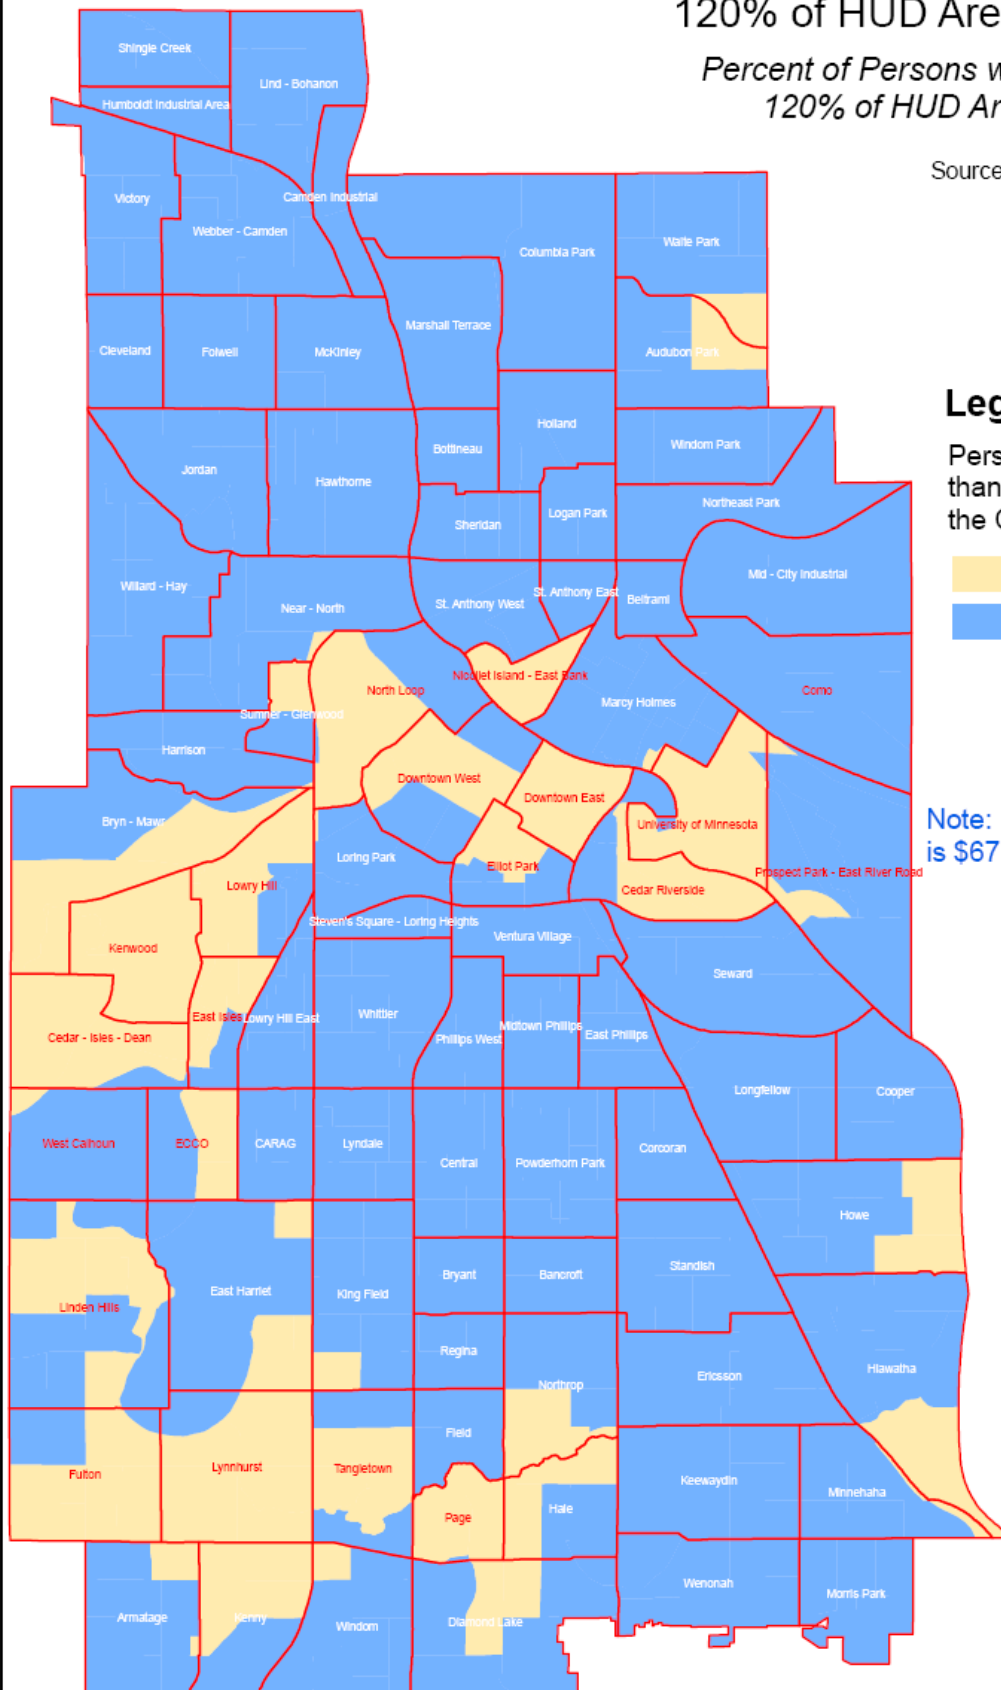 120% of HUD Are
Percent of Persons w
120% of HUD Ar
Source
Shingle Creek
Lind - Bohanon
Humboldt Industrial Area
Victory
Camden Industrial
Webber - Camden
Columbia Park
Waite Park
Marshall Terrace
Cleveland
Folwell
McKinley
Audubon Park
Leg
Holland
Windom Park
Bottineau
Pers
Jordan
Hawthorne
than
Northeast Park
Logan Park
Sheridan
the C
Mid - City Industrial
Willard - Hay
St. Anthony East
Beltrami
St. Anthony West
Near - North
Nicollet Island - East Bank
North Loop
Como
Marcy Holmes
Sumner - Glenwood
Harrison
Downtown West
Downtown East
Note:
Bryn - Mawr
University of Minnesota
is $67
Loring Park
Elliot Park
Prospect Park - East River Road
Lowry Hill
Cedar Riverside
Steven's Square - Loring Heights
Ventura Village
Kenwood
Seward
Whittier
East Isles
Lowry Hill East
Midtown Phillips
East Phillips
Cedar - Isles - Dean
Phillips West
Longfellow
Cooper
West Calhoun
ECCO
CARAG
Lyndale
Corcoran
Central
Powderhorn Park
Howe
Standish
Bryant
Bancroft
East Harriet
King Field
Linden Hills
Regina
Hiawatha
Ericsson
Northrop
Field
Lynnhurst
Tangletown
Fulton
Keewaydin
Minnehaha
Hale
Page
Wenonah
Morris Park
Armatage
Kenny
Diamond Lake
Windom